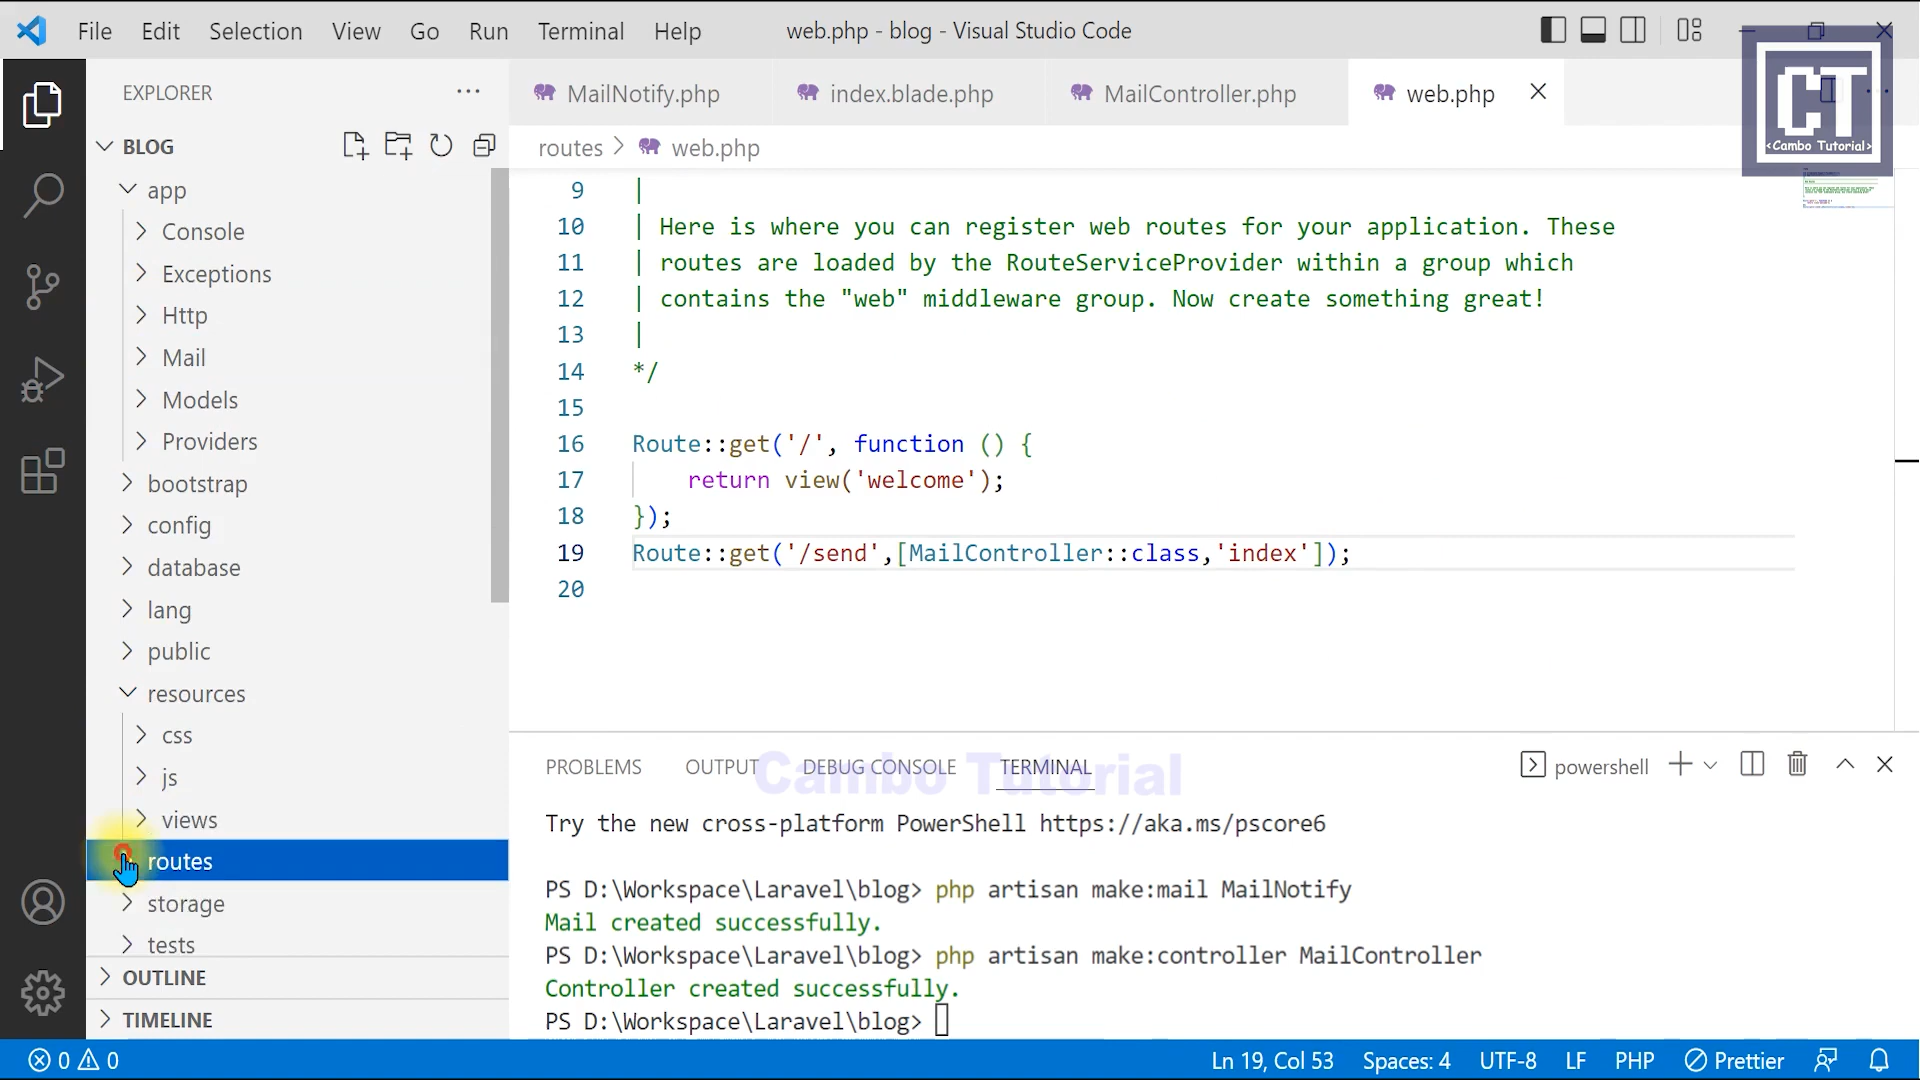 File Edit Selection View Go Run Terminal Help web.php - blog - Visual Studio Code
EXPLORER
MailNotify.php index.blade.php MailController.php web.php
CT
<Cambo Tutorial>
BLOG
routes > web.php
app
Console
Exceptions
Http
Mail
Models
Providers
bootstrap
config
database
lang
public
resources
css
js
views
routes
storage
tests
OUTLINE
TIMELINE
9 |
10 | Here is where you can register web routes for your application. These
11 | routes are loaded by the RouteServiceProvider within a group which
12 | contains the "web" middleware group. Now create something great!
13 |
14 */
15
16 Route::get('/', function () {
17 return view('welcome');
18 });
19 Route::get('/send',[MailController::class,'index']);
20
PROBLEMS OUTPUT DEBUG CONSOLE TERMINAL powershell
Cambo Tutorial
Try the new cross-platform PowerShell https://aka.ms/pscore6
PS D:\Workspace\Laravel\blog> php artisan make:mail MailNotify
Mail created successfully.
PS D:\Workspace\Laravel\blog> php artisan make:controller MailController
Controller created successfully.
PS D:\Workspace\Laravel\blog>
0 0 Ln 19, Col 53 Spaces: 4 UTF-8 LF PHP Prettier